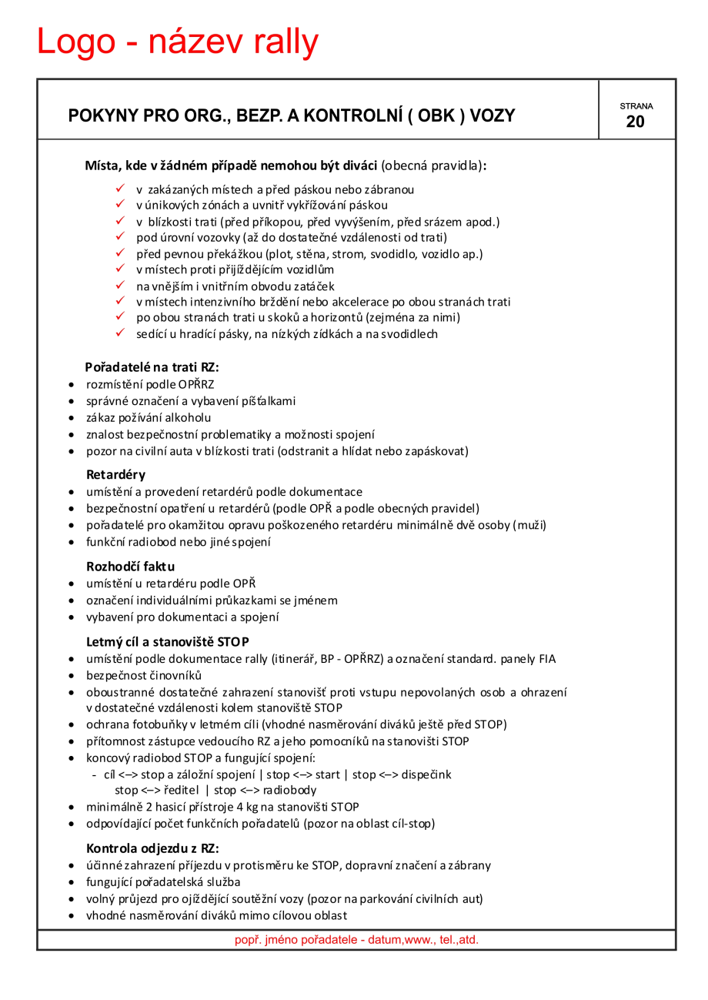 Logo - název rally
POKYNY PRO ORG., BEZP. A KONTROLNÍ ( OBK ) VOZY
STRANA
20
Místa, kde v žádném případě nemohou být diváci (obecná pravidla):
✓ v zakázaných místech a před páskou nebo zábranou
✓ v únikových zónách a uvnitř vykřížování páskou
✓ v blízkosti trati (před příkopou, před vyvýšením, před srázem apod.)
✓ pod úrovní vozovky (až do dostatečné vzdálenosti od trati)
✓ před pevnou překážkou (plot, stěna, strom, svodidlo, vozidlo ap.)
✓ v místech proti přijíždějícím vozidlům
✓ na vnějším i vnitřním obvodu zatáček
✓ v místech intenzivního brždění nebo akcelerace po obou stranách trati
✓ po obou stranách trati u skoků a horizontů (zejména za nimi)
✓ sedící u hradící pásky, na nízkých zídkách a na svodidlech
Pořadatelé na trati RZ:
• rozmístění podle OPŘRZ
• správné označení a vybavení píšťalkami
• zákaz požívání alkoholu
• znalost bezpečnostní problematiky a možnosti spojení
• pozor na civilní auta v blízkosti trati (odstranit a hlídat nebo zapáskovat)
Retardéry
• umístění a provedení retardérů podle dokumentace
• bezpečnostní opatření u retardérů (podle OPŘ a podle obecných pravidel)
• pořadatelé pro okamžitou opravu poškozeného retardéru minimálně dvě osoby (muži)
• funkční radiobod nebo jiné spojení
Rozhodčí faktu
• umístění u retardéru podle OPŘ
• označení individuálními průkazkami se jménem
• vybavení pro dokumentaci a spojení
Letmý cíl a stanoviště STOP
• umístění podle dokumentace rally (itinerář, BP - OPŘRZ) a označení standard. panely FIA
• bezpečnost činovníků
• oboustranné dostatečné zahrazení stanovišť proti vstupu nepovolaných osob a ohrazení
v dostatečné vzdálenosti kolem stanoviště STOP
• ochrana fotobuňky v letmém cíli (vhodné nasměrování diváků ještě před STOP)
• přítomnost zástupce vedoucího RZ a jeho pomocníků na stanovišti STOP
• koncový radiobod STOP a fungující spojení:
- cíl <–> stop a záložní spojení | stop <–> start | stop <–> dispečink
stop <–> ředitel | stop <–> radiobody
• minimálně 2 hasicí přístroje 4 kg na stanovišti STOP
• odpovídající počet funkčních pořadatelů (pozor na oblast cíl-stop)
Kontrola odjezdu z RZ:
• účinné zahrazení příjezdu v protisměru ke STOP, dopravní značení a zábrany
• fungující pořadatelská služba
• volný průjezd pro ojíždějící soutěžní vozy (pozor na parkování civilních aut)
• vhodné nasměrování diváků mimo cílovou oblast
popř. jméno pořadatele - datum,www., tel.,atd.